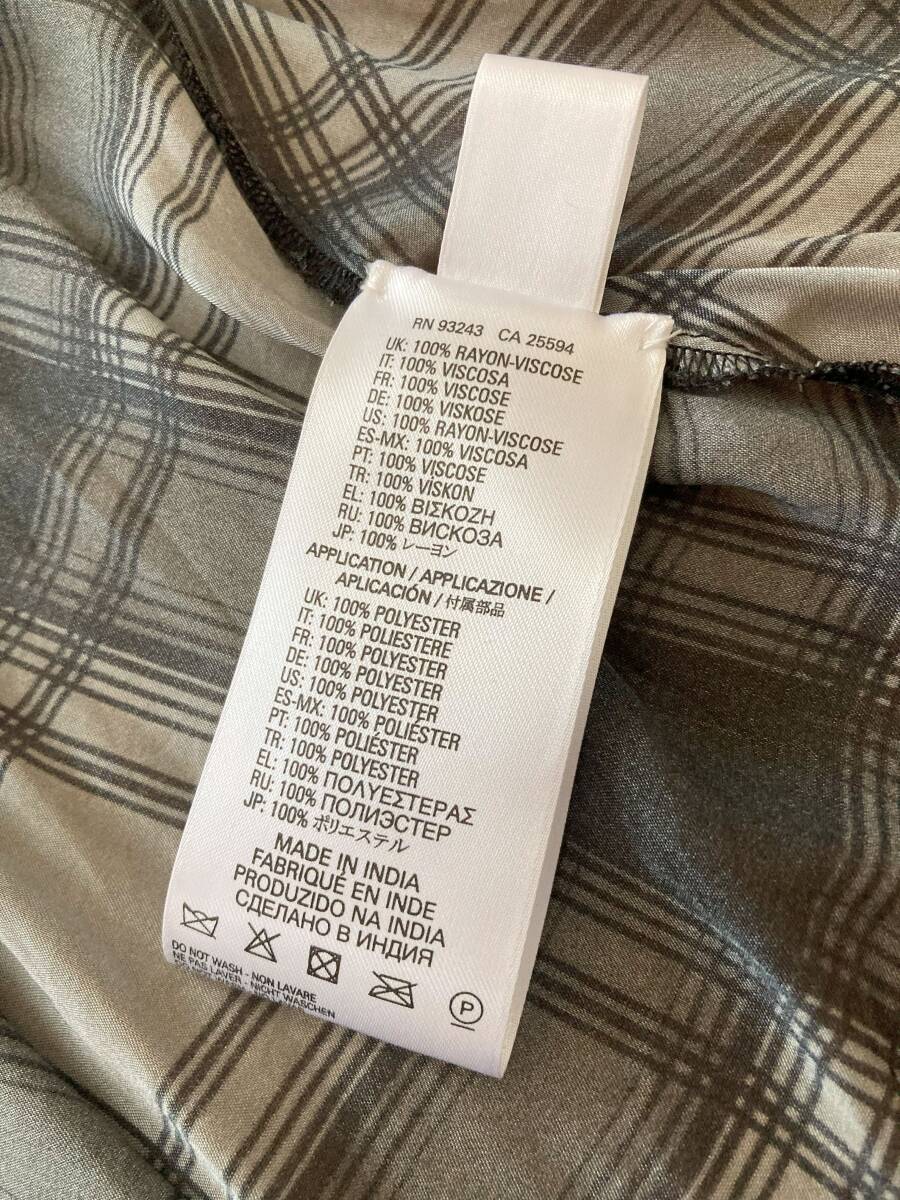 RN 93243 CA 25594
UK: 100% RAYON-VISCOSE
IT: 100% VISCOSA
FR: 100% VISCOSE
DE: 100% VISKOSE
US: 100% RAYON-VISCOSE
ES-MX: 100% VISCOSA
PT: 100% VISCOSE
TR: 100% VISKON
EL: 100% ΒΙΣΚΟΖΗ
RU: 100% ВИСКОЗА
JP: 100% レーヨン
APPLICATION / APPLICAZIONE /
APLICACIÓN / 付属部品
UK: 100% POLYESTER
IT: 100% POLIESTERE
FR: 100% POLYESTER
DE: 100% POLYESTER
US: 100% POLYESTER
ES-MX: 100% POLIÉSTER
PT: 100% POLIÉSTER
TR: 100% POLYESTER
EL: 100% ΠΟΛΥΕΣΤΕΡΑΣ
RU: 100% ПОЛИЭСТЕР
JP: 100% ポリエステル
MADE IN INDIA
FABRIQUÉ EN INDE
PRODUZIDO NA INDIA
СДЕЛАНО В ИНДИЯ
P
DO NOT WASH - NON LAVARE
NE PAS LAVER - NICHT WASCHEN